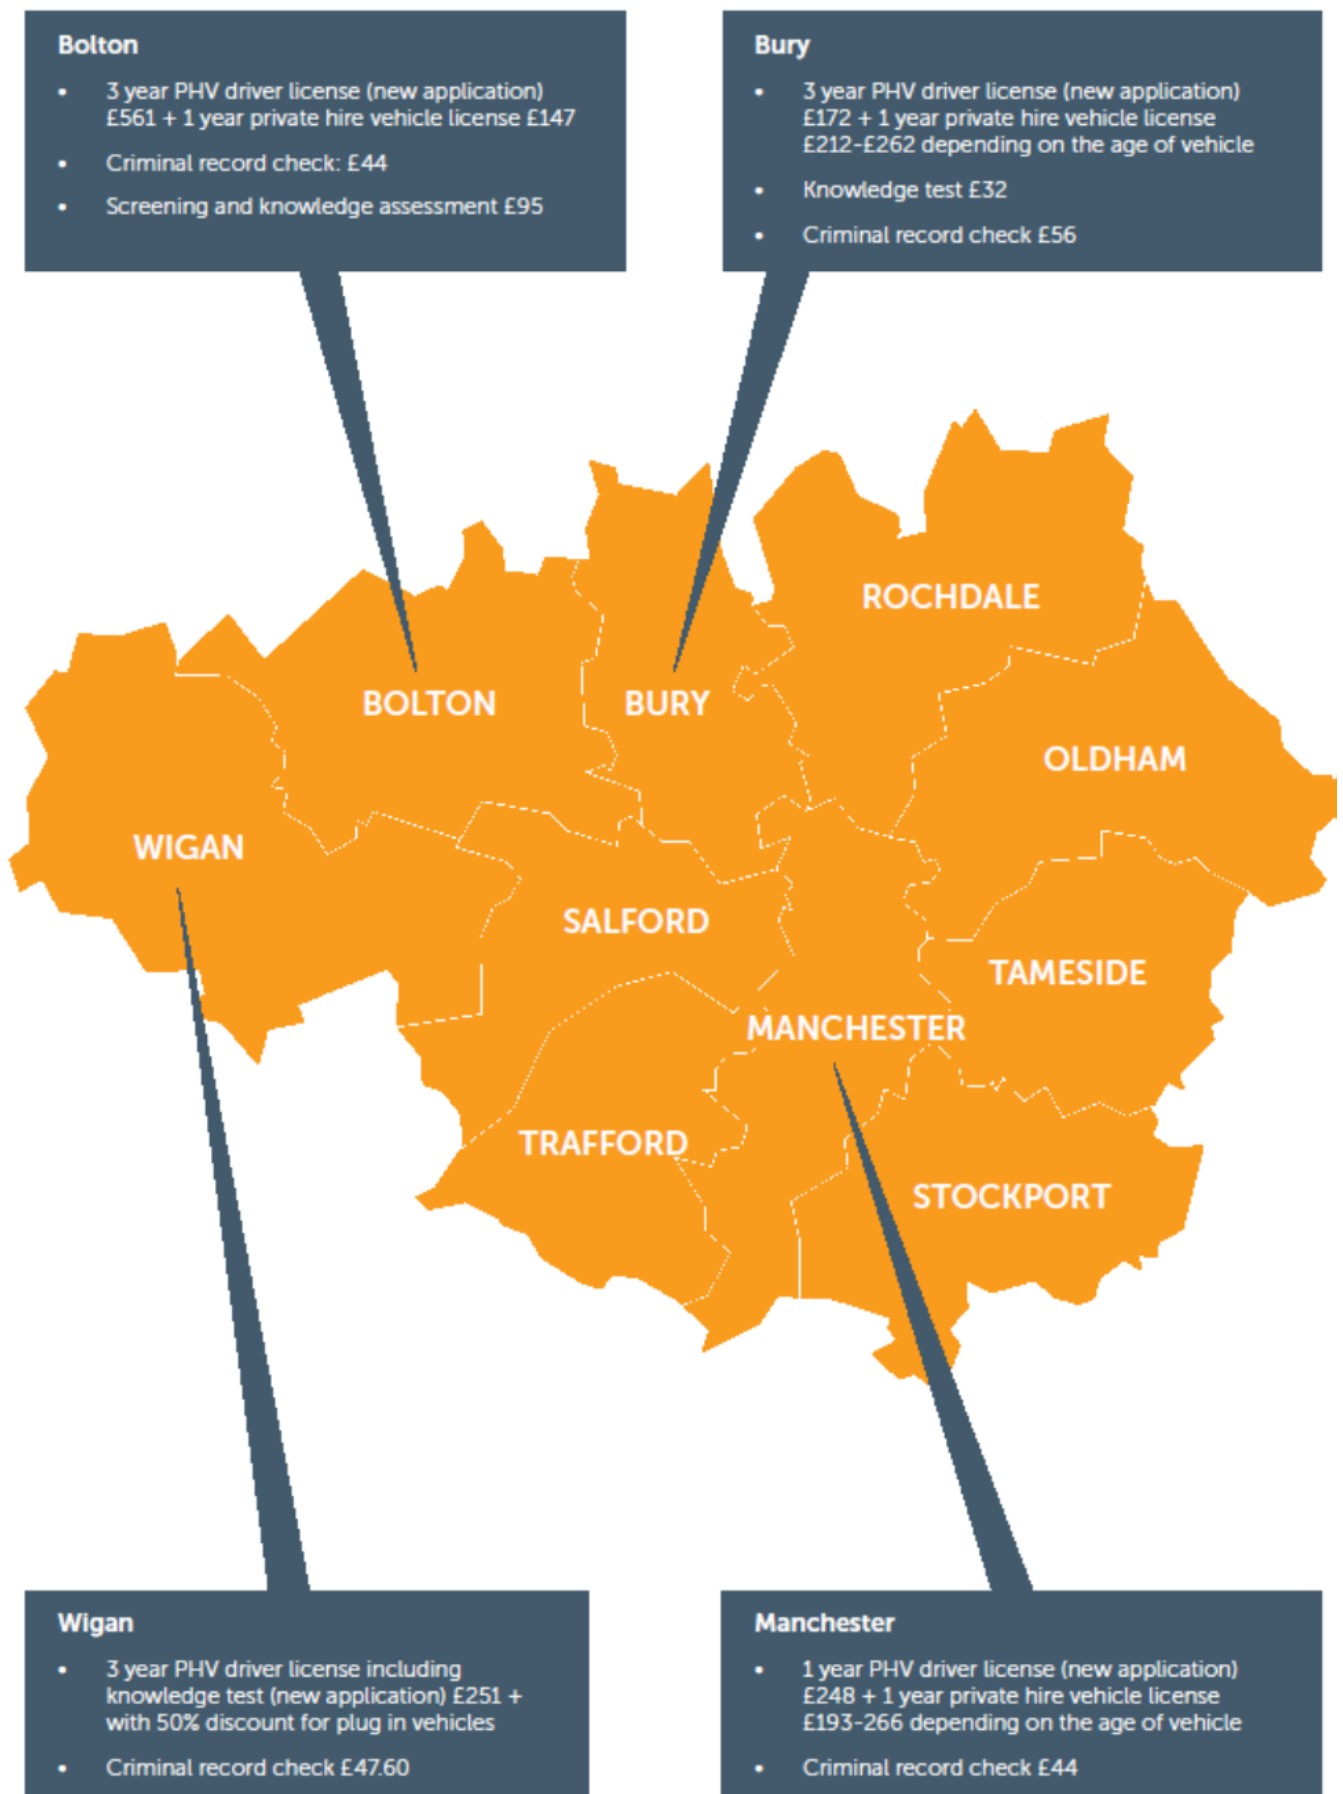 Bolton
• 3 year PHV driver license (new application)
£561 + 1 year private hire vehicle license £147
• Criminal record check: £44
• Screening and knowledge assessment £95
Bury
• 3 year PHV driver license (new application)
£172 + 1 year private hire vehicle license
£212-£262 depending on the age of vehicle
• Knowledge test £32
• Criminal record check £56
ROCHDALE
BOLTON
BURY
OLDHAM
WIGAN
SALFORD
TAMESIDE
MANCHESTER
TRAFFORD
STOCKPORT
Wigan
• 3 year PHV driver license including
knowledge test (new application) £251 +
with 50% discount for plug in vehicles
• Criminal record check £47.60
Manchester
• 1 year PHV driver license (new application)
£248 + 1 year private hire vehicle license
£193-266 depending on the age of vehicle
• Criminal record check £44